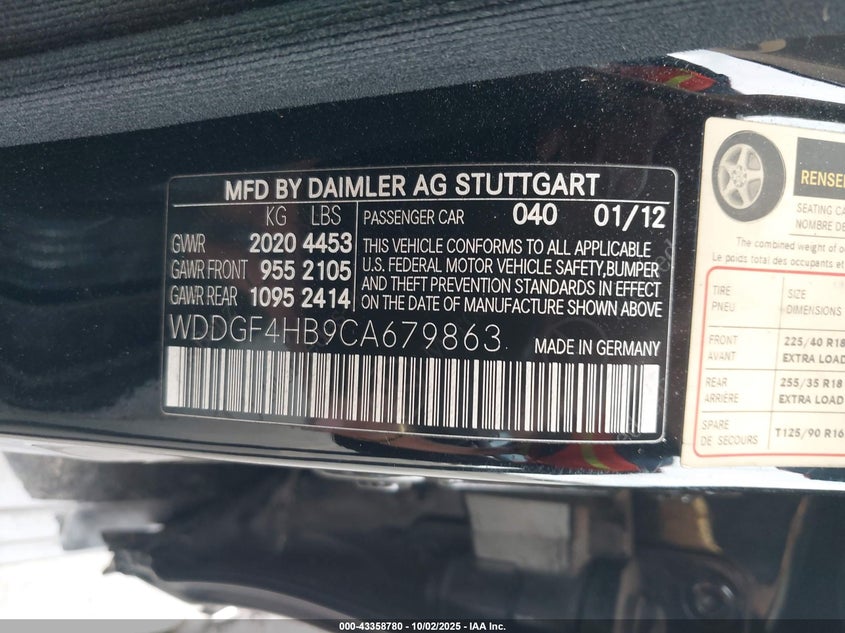 MFD BY DAIMLER AG STUTTGART
KG LBS
GVWR 2020 4453
GAWR FRONT 955 2105
GAWR REAR 1095 2414
PASSENGER CAR 040 01/12
THIS VEHICLE CONFORMS TO ALL APPLICABLE
U.S. FEDERAL MOTOR VEHICLE SAFETY,BUMPER
AND THEFT PREVENTION STANDARDS IN EFFECT
ON THE DATE OF MANUFACTURE SHOWN ABOVE
WDDGF4HB9CA679863 MADE IN GERMANY
SEATING
NOMBRE DE
The combined weight of
Le poids total des occupants et
TIRE SIZE
PNEU DIMENSIONS
FRONT 225/40 R18
AVANT EXTRA LOAD
REAR 255/35 R18
ARRIÈRE EXTRA LOAD
SPARE T125/90 R16
DE SECOURS
000-43358780 - 10/02/2025 - IAA Inc.